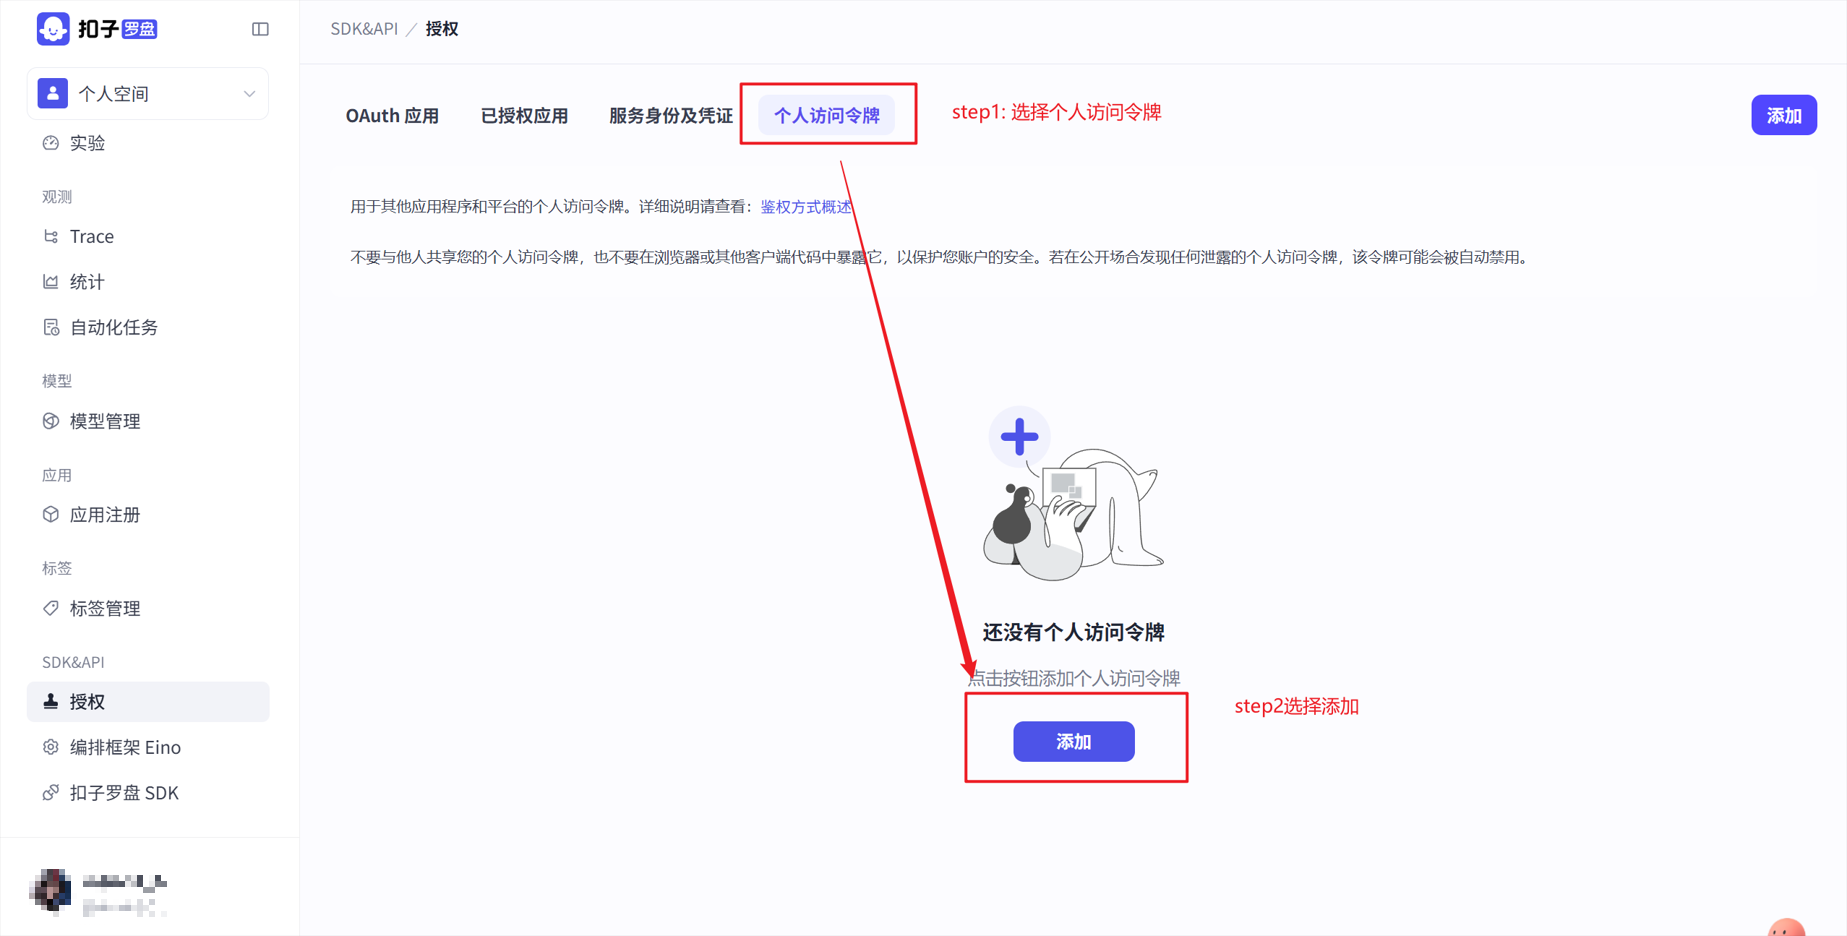 扣子罗盘
SDK&API / 授权
个人空间
OAuth 应用
已授权应用
服务身份及凭证
个人访问令牌
step1: 选择个人访问令牌
添加
实验
观测
Trace
统计
自动化任务
模型
模型管理
应用
应用注册
标签
标签管理
SDK&API
授权
编排框架 Eino
扣子罗盘 SDK
用于其他应用程序和平台的个人访问令牌。详细说明请查看：鉴权方式概述
不要与他人共享您的个人访问令牌，也不要在浏览器或其他客户端代码中暴露它，以保护您账户的安全。若在公开场合发现任何泄露的个人访问令牌，该令牌可能会被自动禁用。
还没有个人访问令牌
点击按钮添加个人访问令牌
添加
step2选择添加